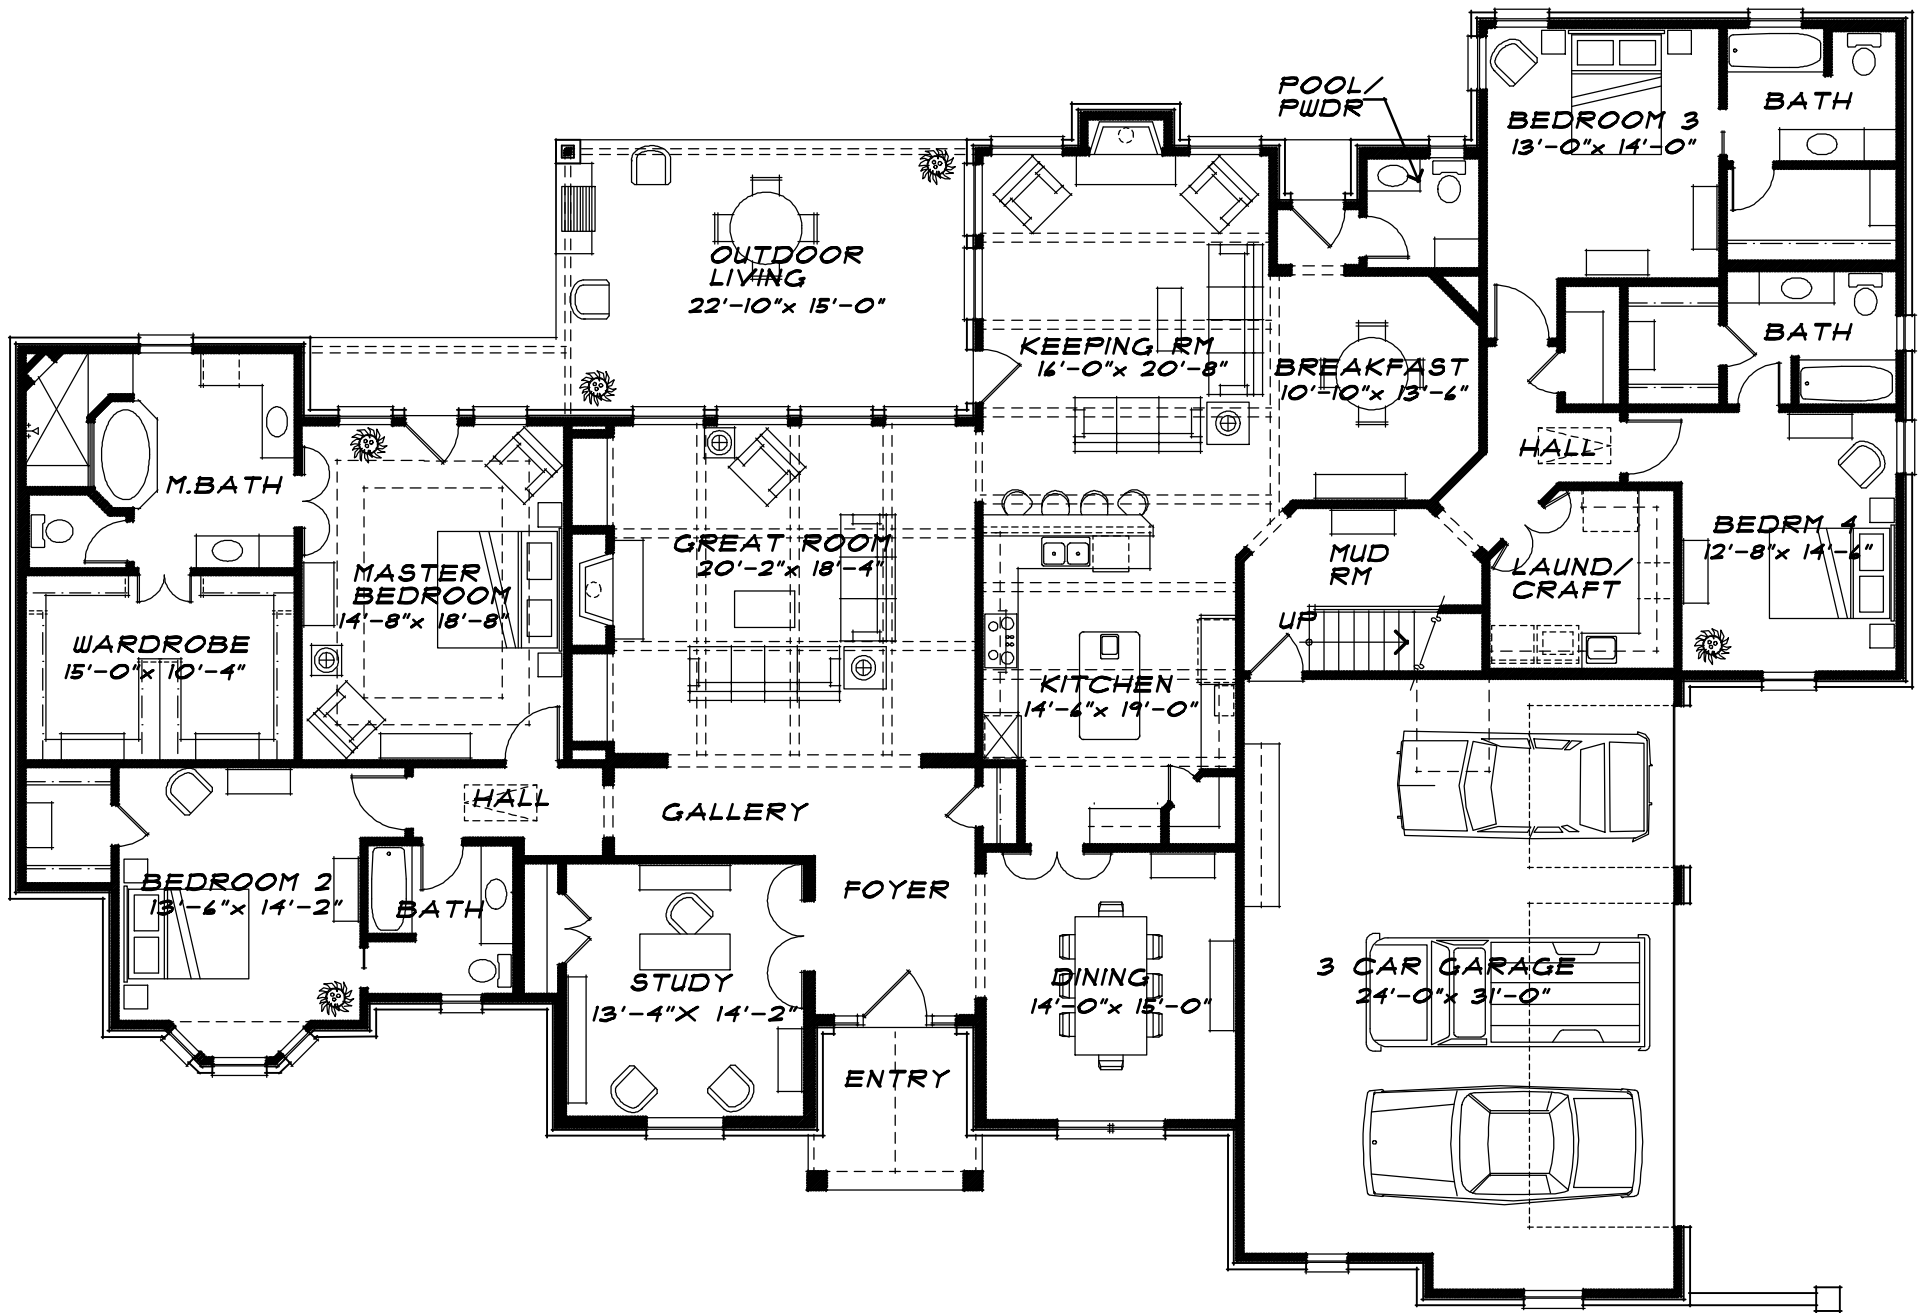 POOL/
PWDR
BATH
BEDROOM 3
13'-0"x 14'-0"
OUTDOOR
LIVING
22'-10"x 15'-0"
KEEPING RM
16'-0"x 20'-8"
BREAKFAST
10'-10"x 13'-6"
BATH
HALL
M.BATH
GREAT ROOM
20'-2"x 18'-4"
MUD
RM
BEDRM 4
12'-8"x 14'-6"
LAUND/
CRAFT
MASTER
BEDROOM
14'-8"x 18'-8"
UP
WARDROBE
15'-0"x 10'-4"
KITCHEN
14'-6"x 19'-0"
HALL
GALLERY
BEDROOM 2
13'-6"x 14'-2"
BATH
FOYER
STUDY
13'-4"X 14'-2"
DINING
14'-0"x 15'-0"
3 CAR GARAGE
24'-0"x 31'-0"
ENTRY